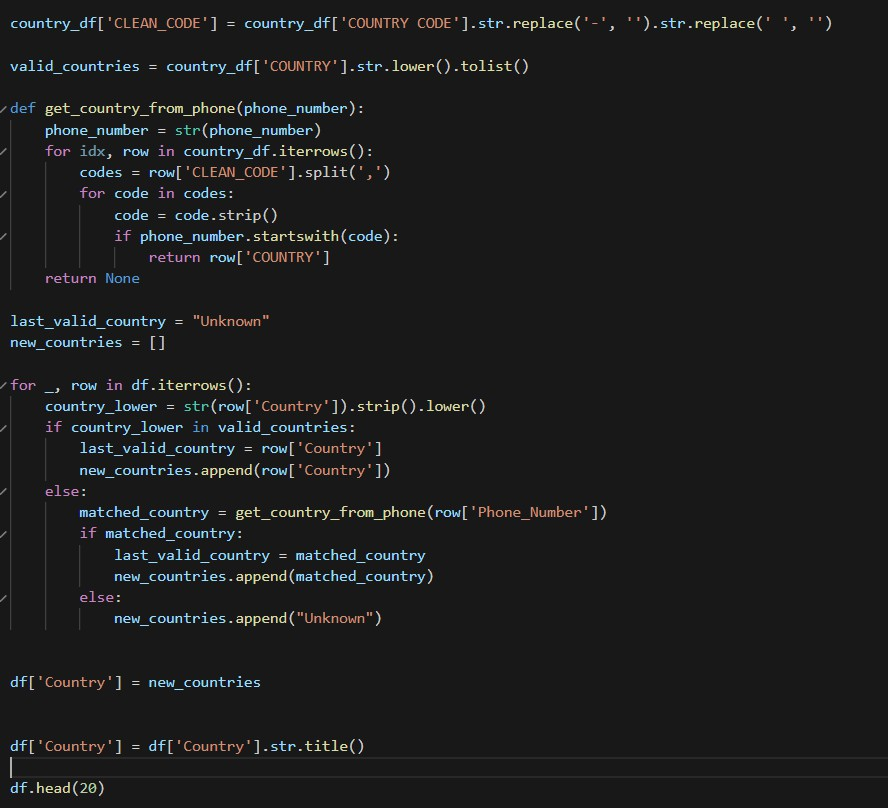 country_df['CLEAN_CODE'] = country_df['COUNTRY CODE'].str.replace('-', '').str.replace(' ', '')
valid_countries = country_df['COUNTRY'].str.lower().tolist()
def get_country_from_phone(phone_number):
    phone_number = str(phone_number)
    for idx, row in country_df.iterrows():
        codes = row['CLEAN_CODE'].split(',')
        for code in codes:
            code = code.strip()
            if phone_number.startswith(code):
                return row['COUNTRY']
    return None
last_valid_country = "Unknown"
new_countries = []
for _, row in df.iterrows():
    country_lower = str(row['Country']).strip().lower()
    if country_lower in valid_countries:
        last_valid_country = row['Country']
        new_countries.append(row['Country'])
    else:
        matched_country = get_country_from_phone(row['Phone_Number'])
        if matched_country:
            last_valid_country = matched_country
            new_countries.append(matched_country)
        else:
            new_countries.append("Unknown")
df['Country'] = new_countries
df['Country'] = df['Country'].str.title()
df.head(20)